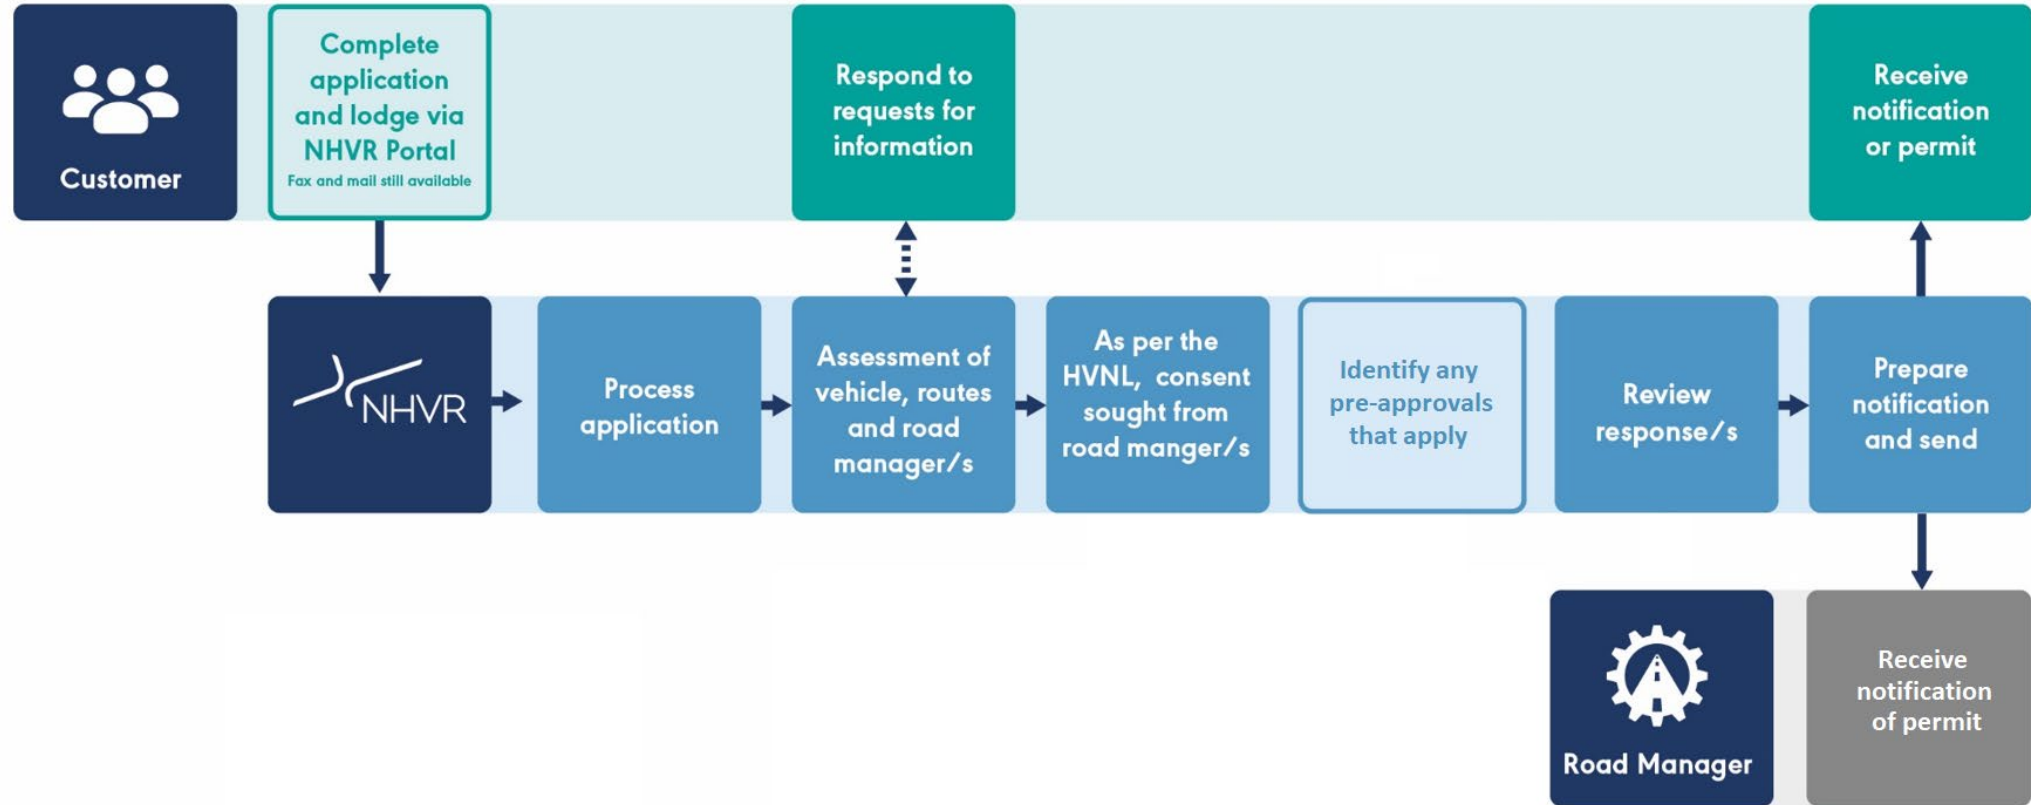 Customer
Complete
application
and lodge via
NHVR Portal
Fax and mail still available
Respond to
requests for
information
Receive
notification
or permit
NHVR
Process
application
Assessment of
vehicle, routes
and road
manager/s
As per the
HVNL, consent
sought from
road manger/s
Identify any
pre-approvals
that apply
Review
response/s
Prepare
notification
and send
Road Manager
Receive
notification
of permit